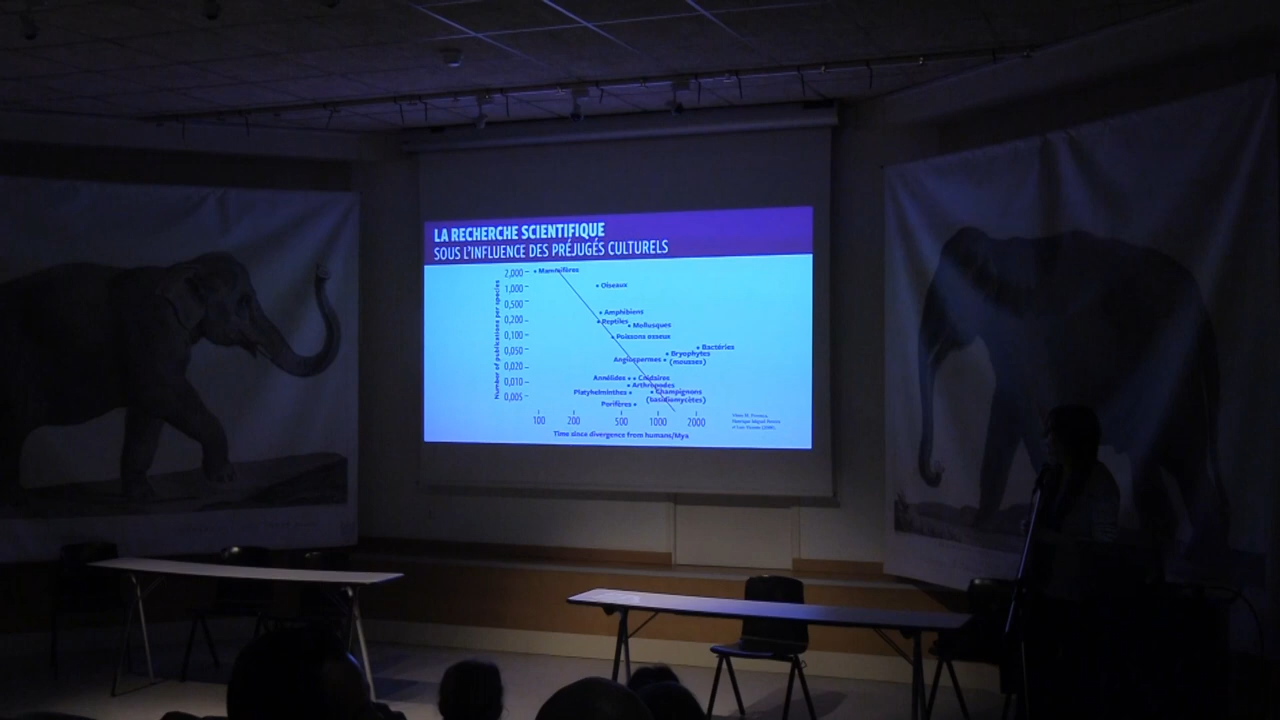 LA RECHERCHE SCIENTIFIQUE
SOUS L'INFLUENCE DES PRÉJUGÉS CULTURELS
Number of publications per species
2,000
1,000
0,500
0,200
0,100
0,050
0,020
0,010
0,005
Mammifères
Oiseaux
Amphibiens
Reptiles
Mollusques
Poissons osseux
Bactéries
Bryophytes
(mousses)
Angiospermes
Annélides
Cnidaires
Arthropodes
Platyhelminthes
Champignons
(basidiomycètes)
Porifères
100
200
500
1000
2000
Time since divergence from humans/Mya